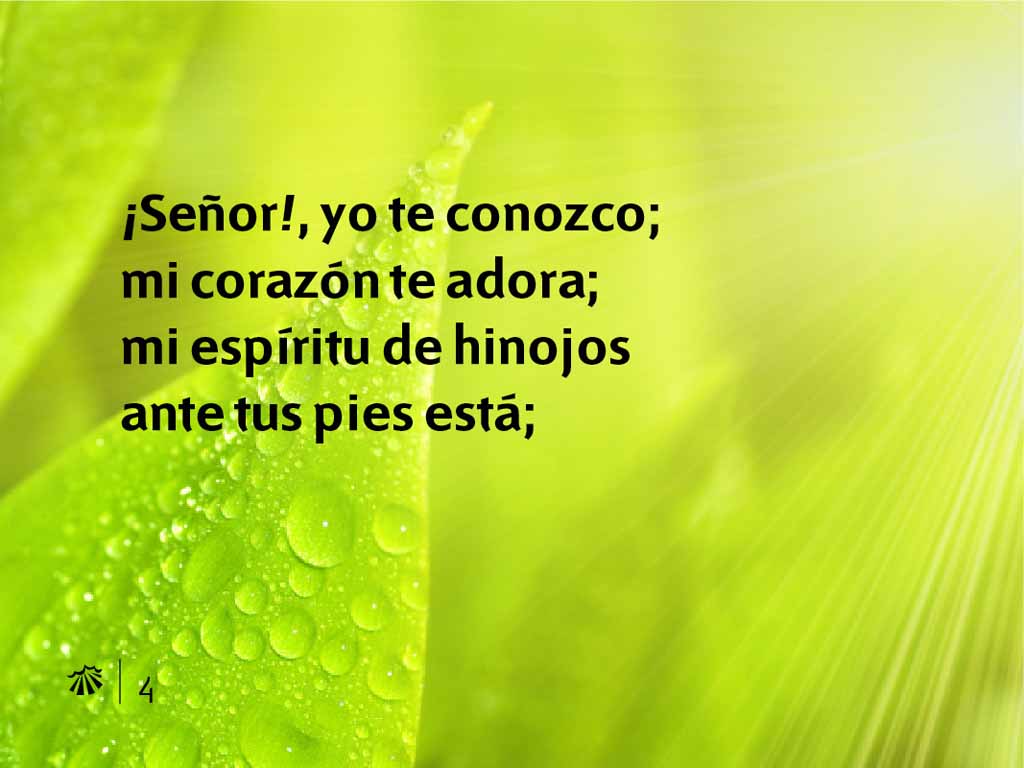 ¡Señor!, yo te conozco;
mi corazón te adora;
mi espíritu de hinojos
ante tus pies está;
4